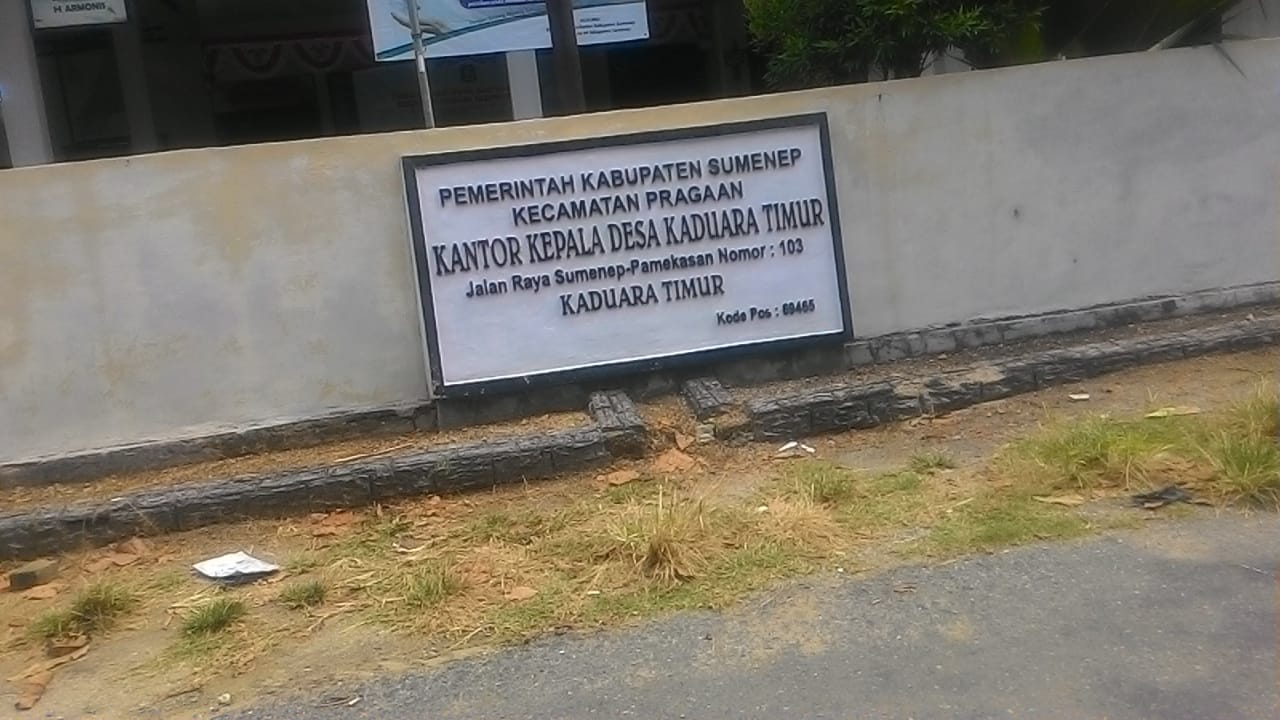 H ARMONIS
PEMERINTAH KABUPATEN SUMENEP
KECAMATAN PRAGAAN
KANTOR KEPALA DESA KADUARA TIMUR
Jalan Raya Sumenep-Pamekasan Nomor : 103
KADUARA TIMUR
Kode Pos : 69465